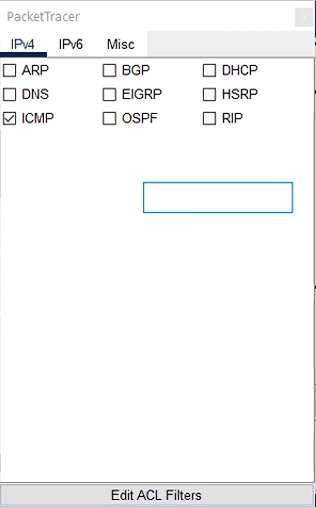 PacketTracer
IPv4 IPv6 Misc
ARP BGP DHCP
DNS EIGRP HSRP
ICMP OSPF RIP
Edit ACL Filters